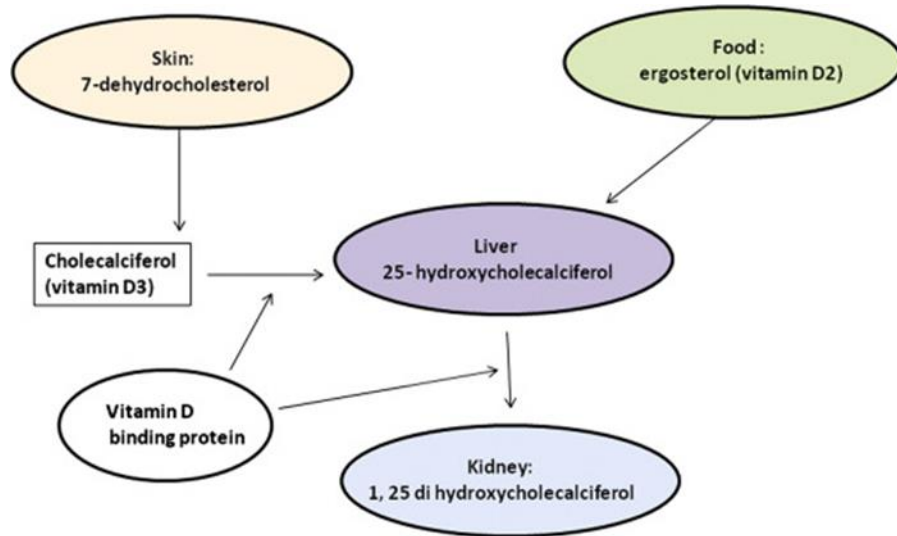 Skin:
7-dehydrocholesterol
Food :
ergosterol (vitamin D2)
Cholecalciferol
(vitamin D3)
Liver
25- hydroxycholecalciferol
Vitamin D
binding protein
Kidney:
1, 25 di hydroxycholecalciferol